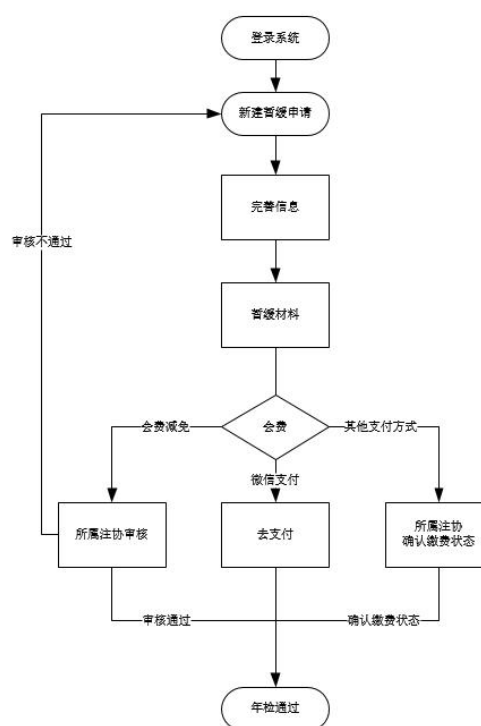 登录系统
新建暂缓申请
完善信息
审核不通过
暂缓材料
会费减免
会费
其他支付方式
微信支付
所属注协审核
去支付
所属注协
确认缴费状态
审核通过
确认缴费状态
年检通过